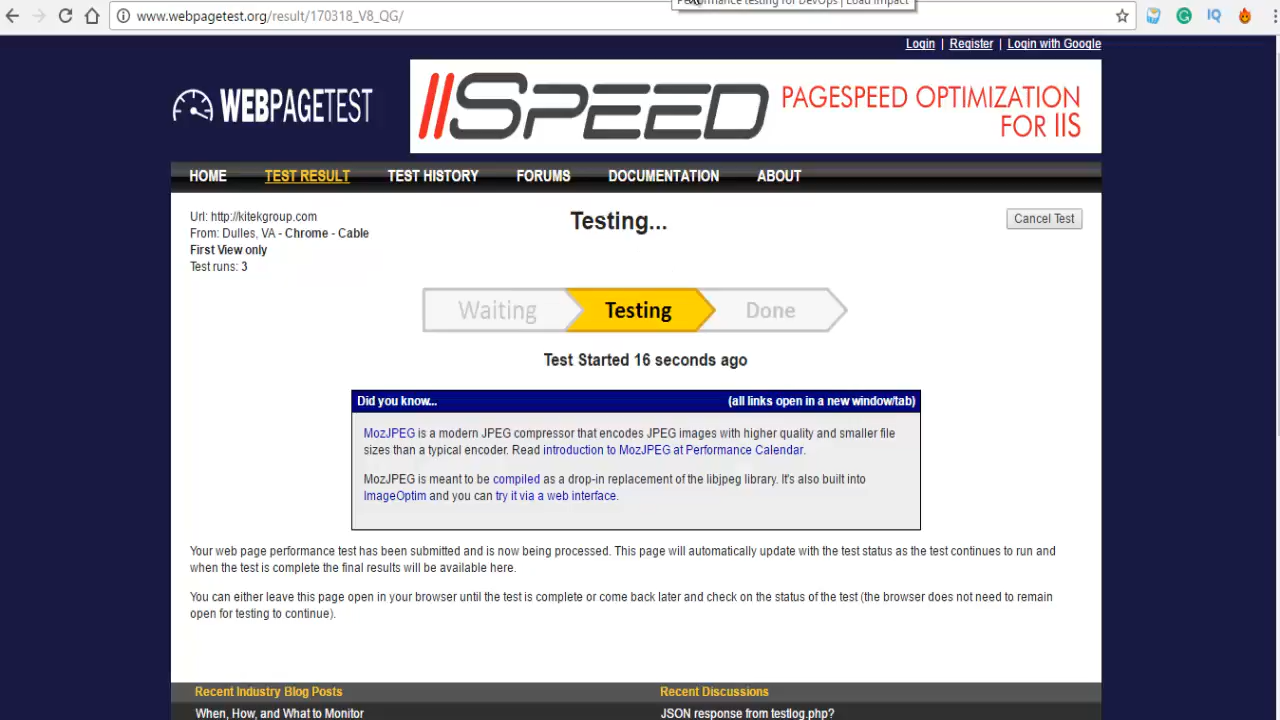 Performance testing for DevOps | Load Impact
www.webpagetest.org/result/170318_V8_QG/
Login | Register | Login with Google
WEBPAGETEST
IISPEED
PAGESPEED OPTIMIZATION
FOR IIS
HOME TEST RESULT TEST HISTORY FORUMS DOCUMENTATION ABOUT
Url: http://kitekgroup.com
From: Dulles, VA - Chrome - Cable
First View only
Test runs: 3
Testing...
Cancel Test
Waiting Testing Done
Test Started 16 seconds ago
Did you know... (all links open in a new window/tab)
MozJPEG is a modern JPEG compressor that encodes JPEG images with higher quality and smaller file
sizes than a typical encoder. Read introduction to MozJPEG at Performance Calendar.
MozJPEG is meant to be compiled as a drop-in replacement of the libjpeg library. It's also built into
ImageOptim and you can try it via a web interface.
Your web page performance test has been submitted and is now being processed. This page will automatically update with the test status as the test continues to run and
when the test is complete the final results will be available here.
You can either leave this page open in your browser until the test is complete or come back later and check on the status of the test (the browser does not need to remain
open for testing to continue).
Recent Industry Blog Posts
When, How, and What to Monitor
Recent Discussions
JSON response from testlog.php?